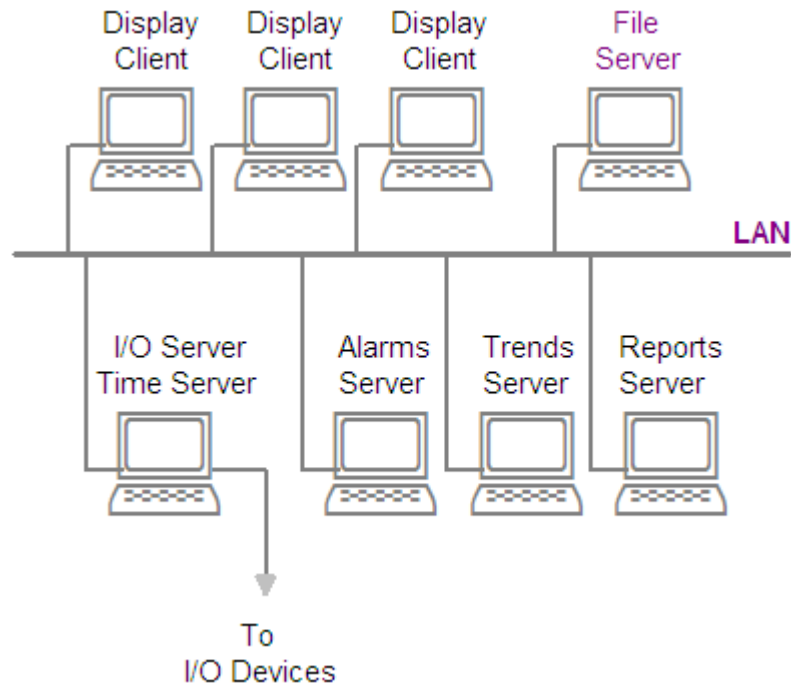 Display
Client
Display
Client
Display
Client
File
Server
LAN
I/O Server
Time Server
Alarms
Server
Trends
Server
Reports
Server
To
I/O Devices